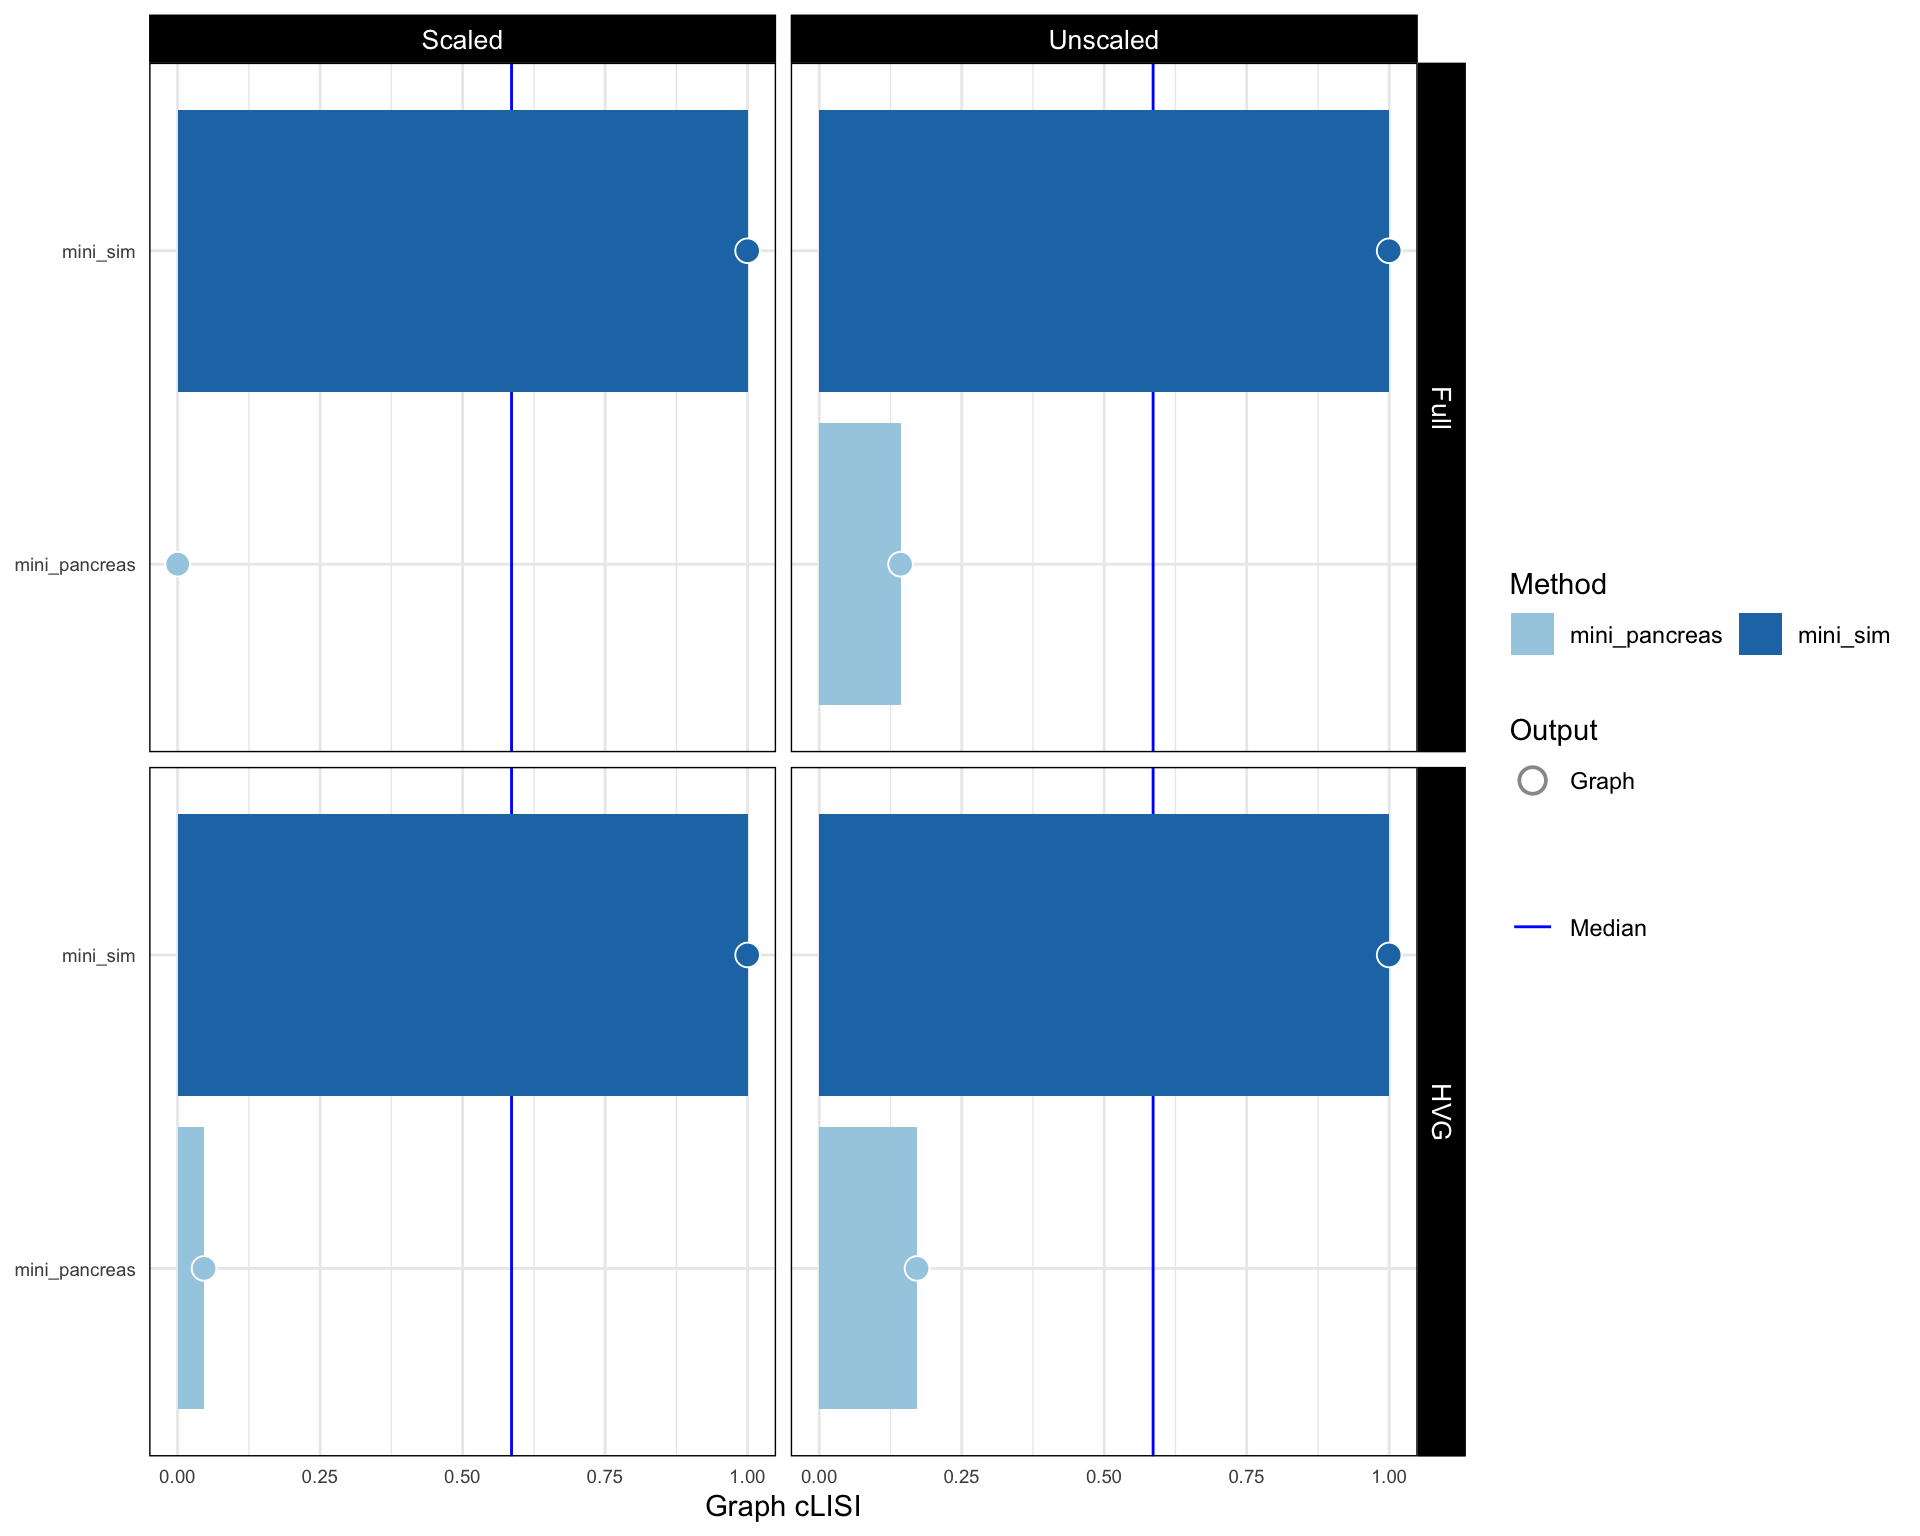 Scaled
Unscaled
Full
mini_sim
mini_pancreas
HVG
mini_sim
mini_pancreas
0.00 0.25 0.50 0.75 1.00
0.00 0.25 0.50 0.75 1.00
Graph cLISI
Method
mini_pancreas mini_sim
Output
Graph
Median